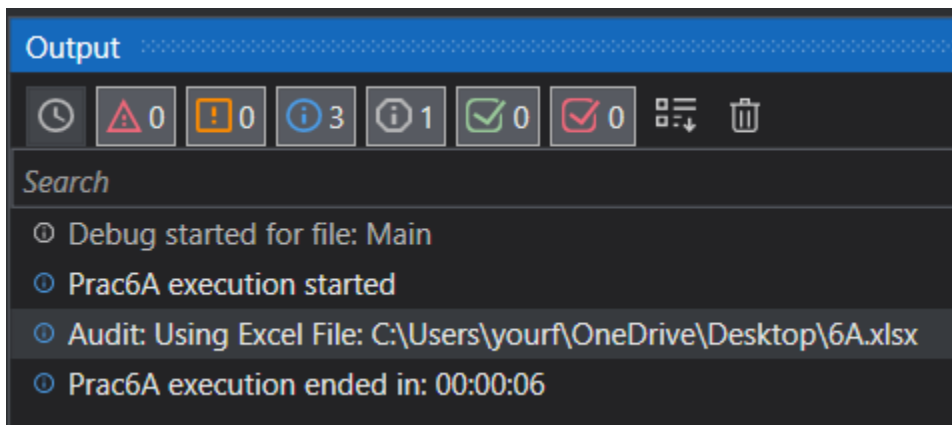 Output
0 0 3 1 0 0
Search
Debug started for file: Main
Prac6A execution started
Audit: Using Excel File: C:\Users\yourf\OneDrive\Desktop\6A.xlsx
Prac6A execution ended in: 00:00:06